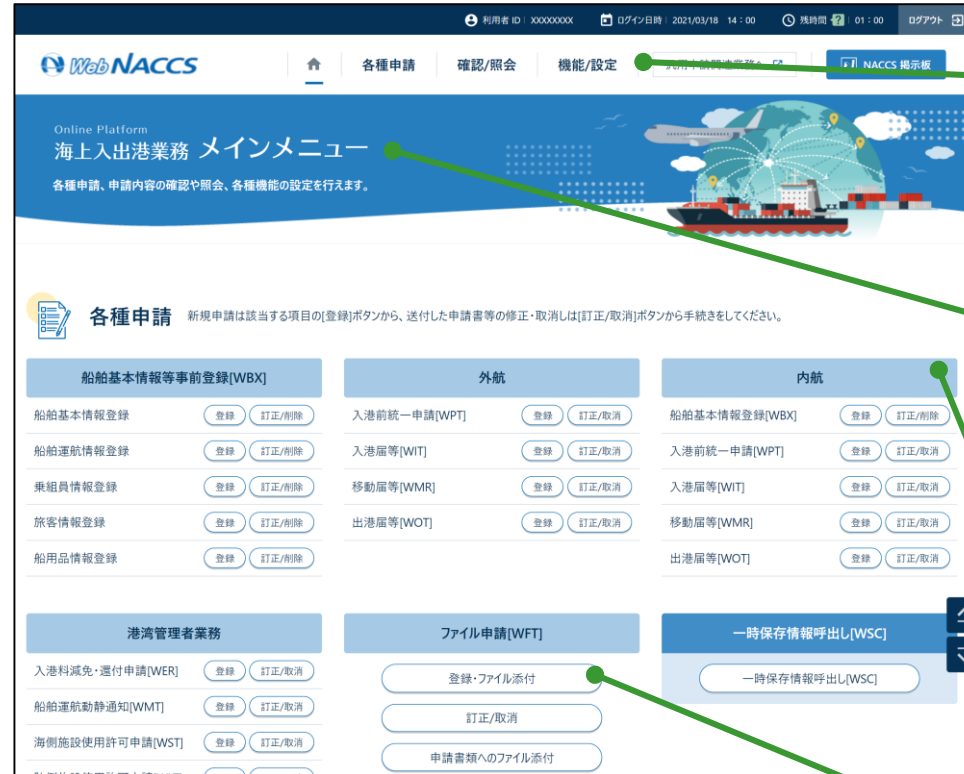 利用者 ID | XXXXXXXX ログイン日時 | 2021/03/18 14:00 残時間 ? | 01:00 ログアウト
Web NACCS 各種申請 確認/照会 機能/設定 NACCS 掲示板
Online Platform
海上入出港業務 メインメニュー
各種申請、申請内容の確認や照会、各種機能の設定を行えます。
各種申請 新規申請は該当する項目の[登録]ボタンから、送付した申請書等の修正・取消しは[訂正/取消]ボタンから手続きをしてください。
船舶基本情報等事前登録[WBX]
船舶基本情報登録 登録 訂正/削除
船舶運航情報登録 登録 訂正/削除
乗組員情報登録 登録 訂正/削除
旅客情報登録 登録 訂正/削除
船用品情報登録 登録 訂正/削除
外航
入港前統一申請[WPT] 登録 訂正/取消
入港届等[WIT] 登録 訂正/取消
移動届等[WMR] 登録 訂正/取消
出港届等[WOT] 登録 訂正/取消
内航
船舶基本情報登録[WBX] 登録 訂正/削除
入港前統一申請[WPT] 登録 訂正/取消
入港届等[WIT] 登録 訂正/取消
移動届等[WMR] 登録 訂正/取消
出港届等[WOT] 登録 訂正/取消
港湾管理者業務
入港料減免・還付申請[WER] 登録 訂正/取消
船舶運航動静通知[WMT] 登録 訂正/取消
海側施設使用許可申請[WST] 登録 訂正/取消
ファイル申請[WFT]
登録・ファイル添付
訂正/取消
申請書類へのファイル添付
一時保存情報呼出し[WSC]
一時保存情報呼出し[WSC]